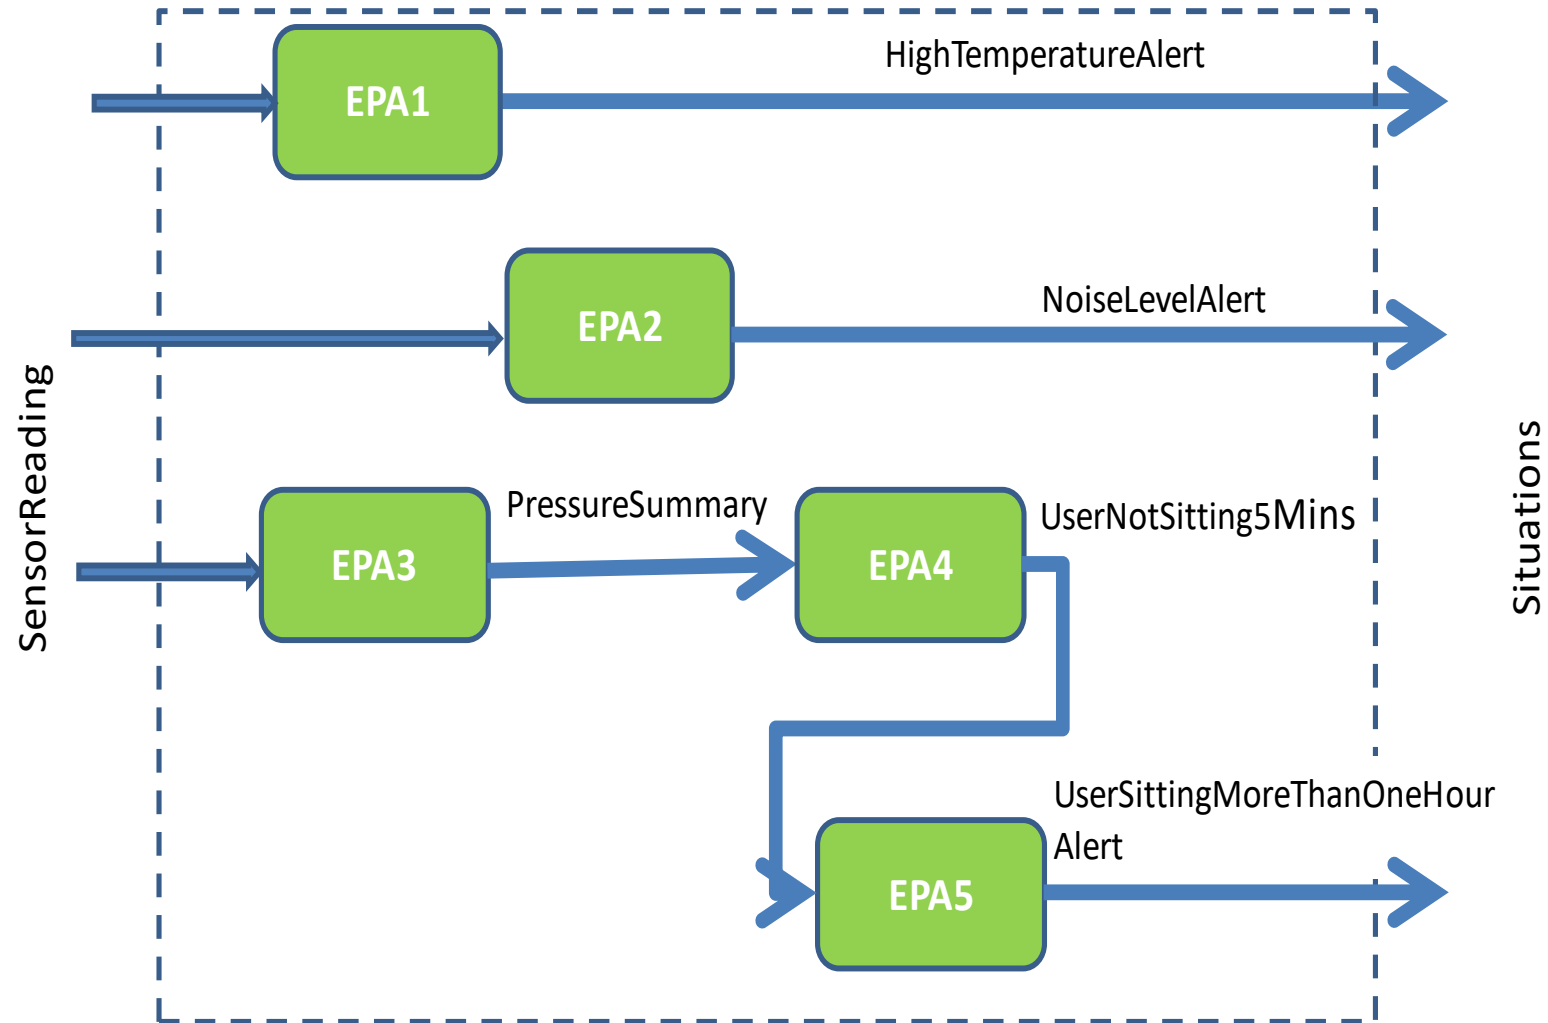 HighTemperatureAlert
EPA1
NoiseLevelAlert
EPA2
SensorReading
Situations
PressureSummary
UserNotSitting5Mins
EPA3
EPA4
UserSittingMoreThanOneHour
Alert
EPA5